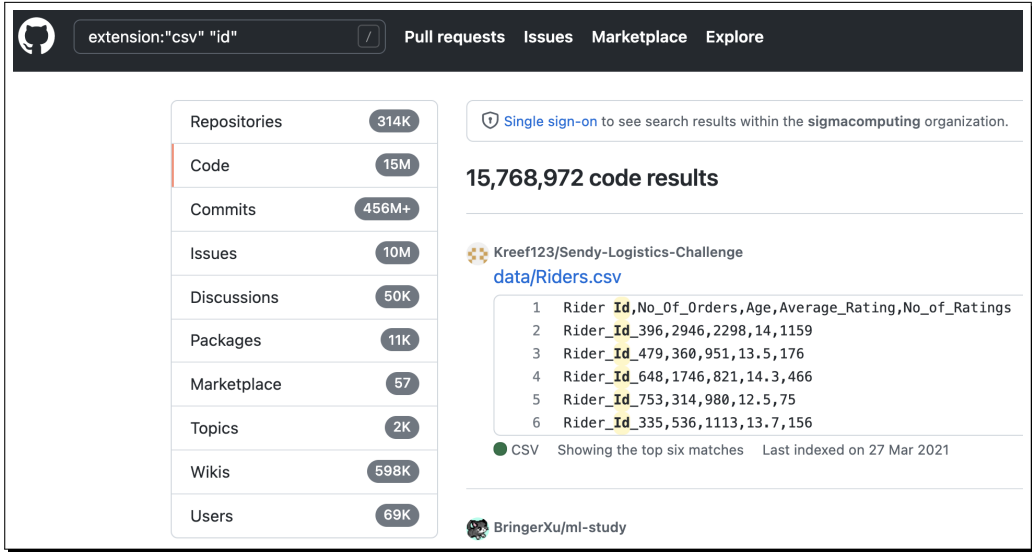 extension:"csv" "id" /
Pull requests Issues Marketplace Explore
Repositories 314K
Code 15M
Commits 456M+
Issues 10M
Discussions 50K
Packages 11K
Marketplace 57
Topics 2K
Wikis 598K
Users 69K
Single sign-on to see search results within the sigmacomputing organization.
15,768,972 code results
Kreef123/Sendy-Logistics-Challenge
data/Riders.csv
1 Rider Id,No_Of_Orders,Age,Average_Rating,No_of_Ratings
2 Rider_Id_396,2946,2298,14,1159
3 Rider_Id_479,360,951,13.5,176
4 Rider_Id_648,1746,821,14.3,466
5 Rider_Id_753,314,980,12.5,75
6 Rider_Id_335,536,1113,13.7,156
CSV Showing the top six matches Last indexed on 27 Mar 2021
BringerXu/ml-study